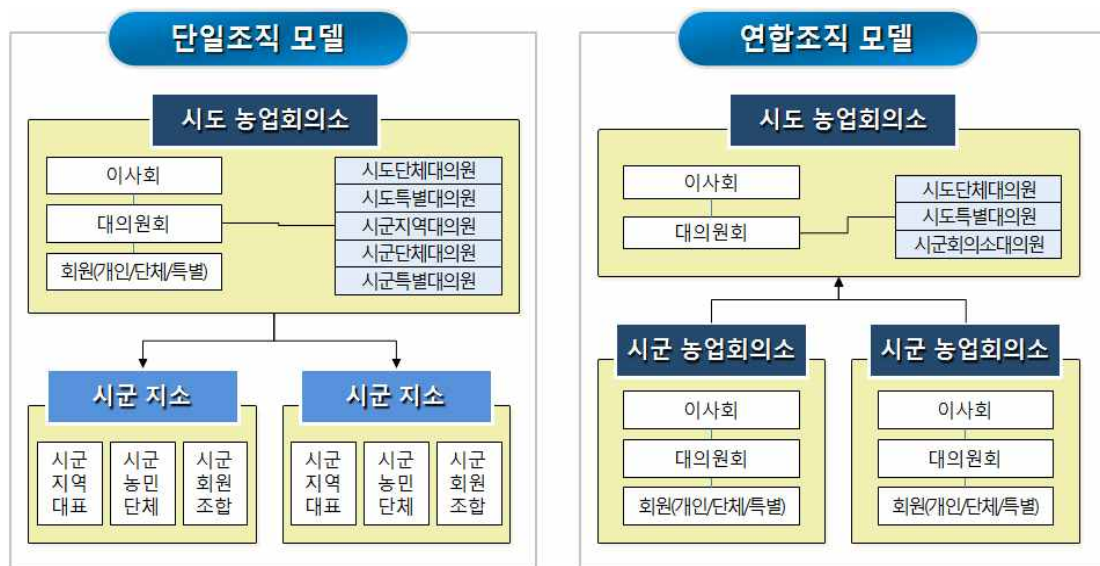 단일조직 모델
시도 농업회의소
이사회
대의원회
회원(개인/단체/특별)
시도단체대의원
시도특별대의원
시군지역대의원
시군단체대의원
시군특별대의원
시군 지소
시군
지역
대표
시군
농민
단체
시군
회원
조합
시군 지소
시군
지역
대표
시군
농민
단체
시군
회원
조합
연합조직 모델
시도 농업회의소
이사회
대의원회
시도단체대의원
시도특별대의원
시군회의소대의원
시군 농업회의소
이사회
대의원회
회원(개인/단체/특별)
시군 농업회의소
이사회
대의원회
회원(개인/단체/특별)